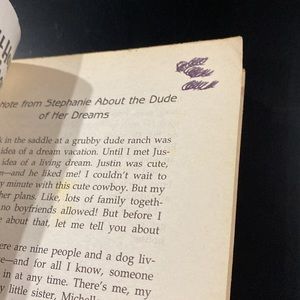 Note from Stephanie About the Dude
of Her Dreams
k in the saddle at a grubby dude ranch was
idea of a dream vacation. Until I met Jus-
idea of a living dream. Justin was cute,
n—and he liked me! I couldn't wait to
y minute with this cute cowboy. But my
her plans. Like, lots of family togeth-
no boyfriends allowed! But before I
e about that, let me tell you about
ere are nine people and a dog liv-
e—and for all I know, someone
in at any time. There's me, my
y little sister, Michell